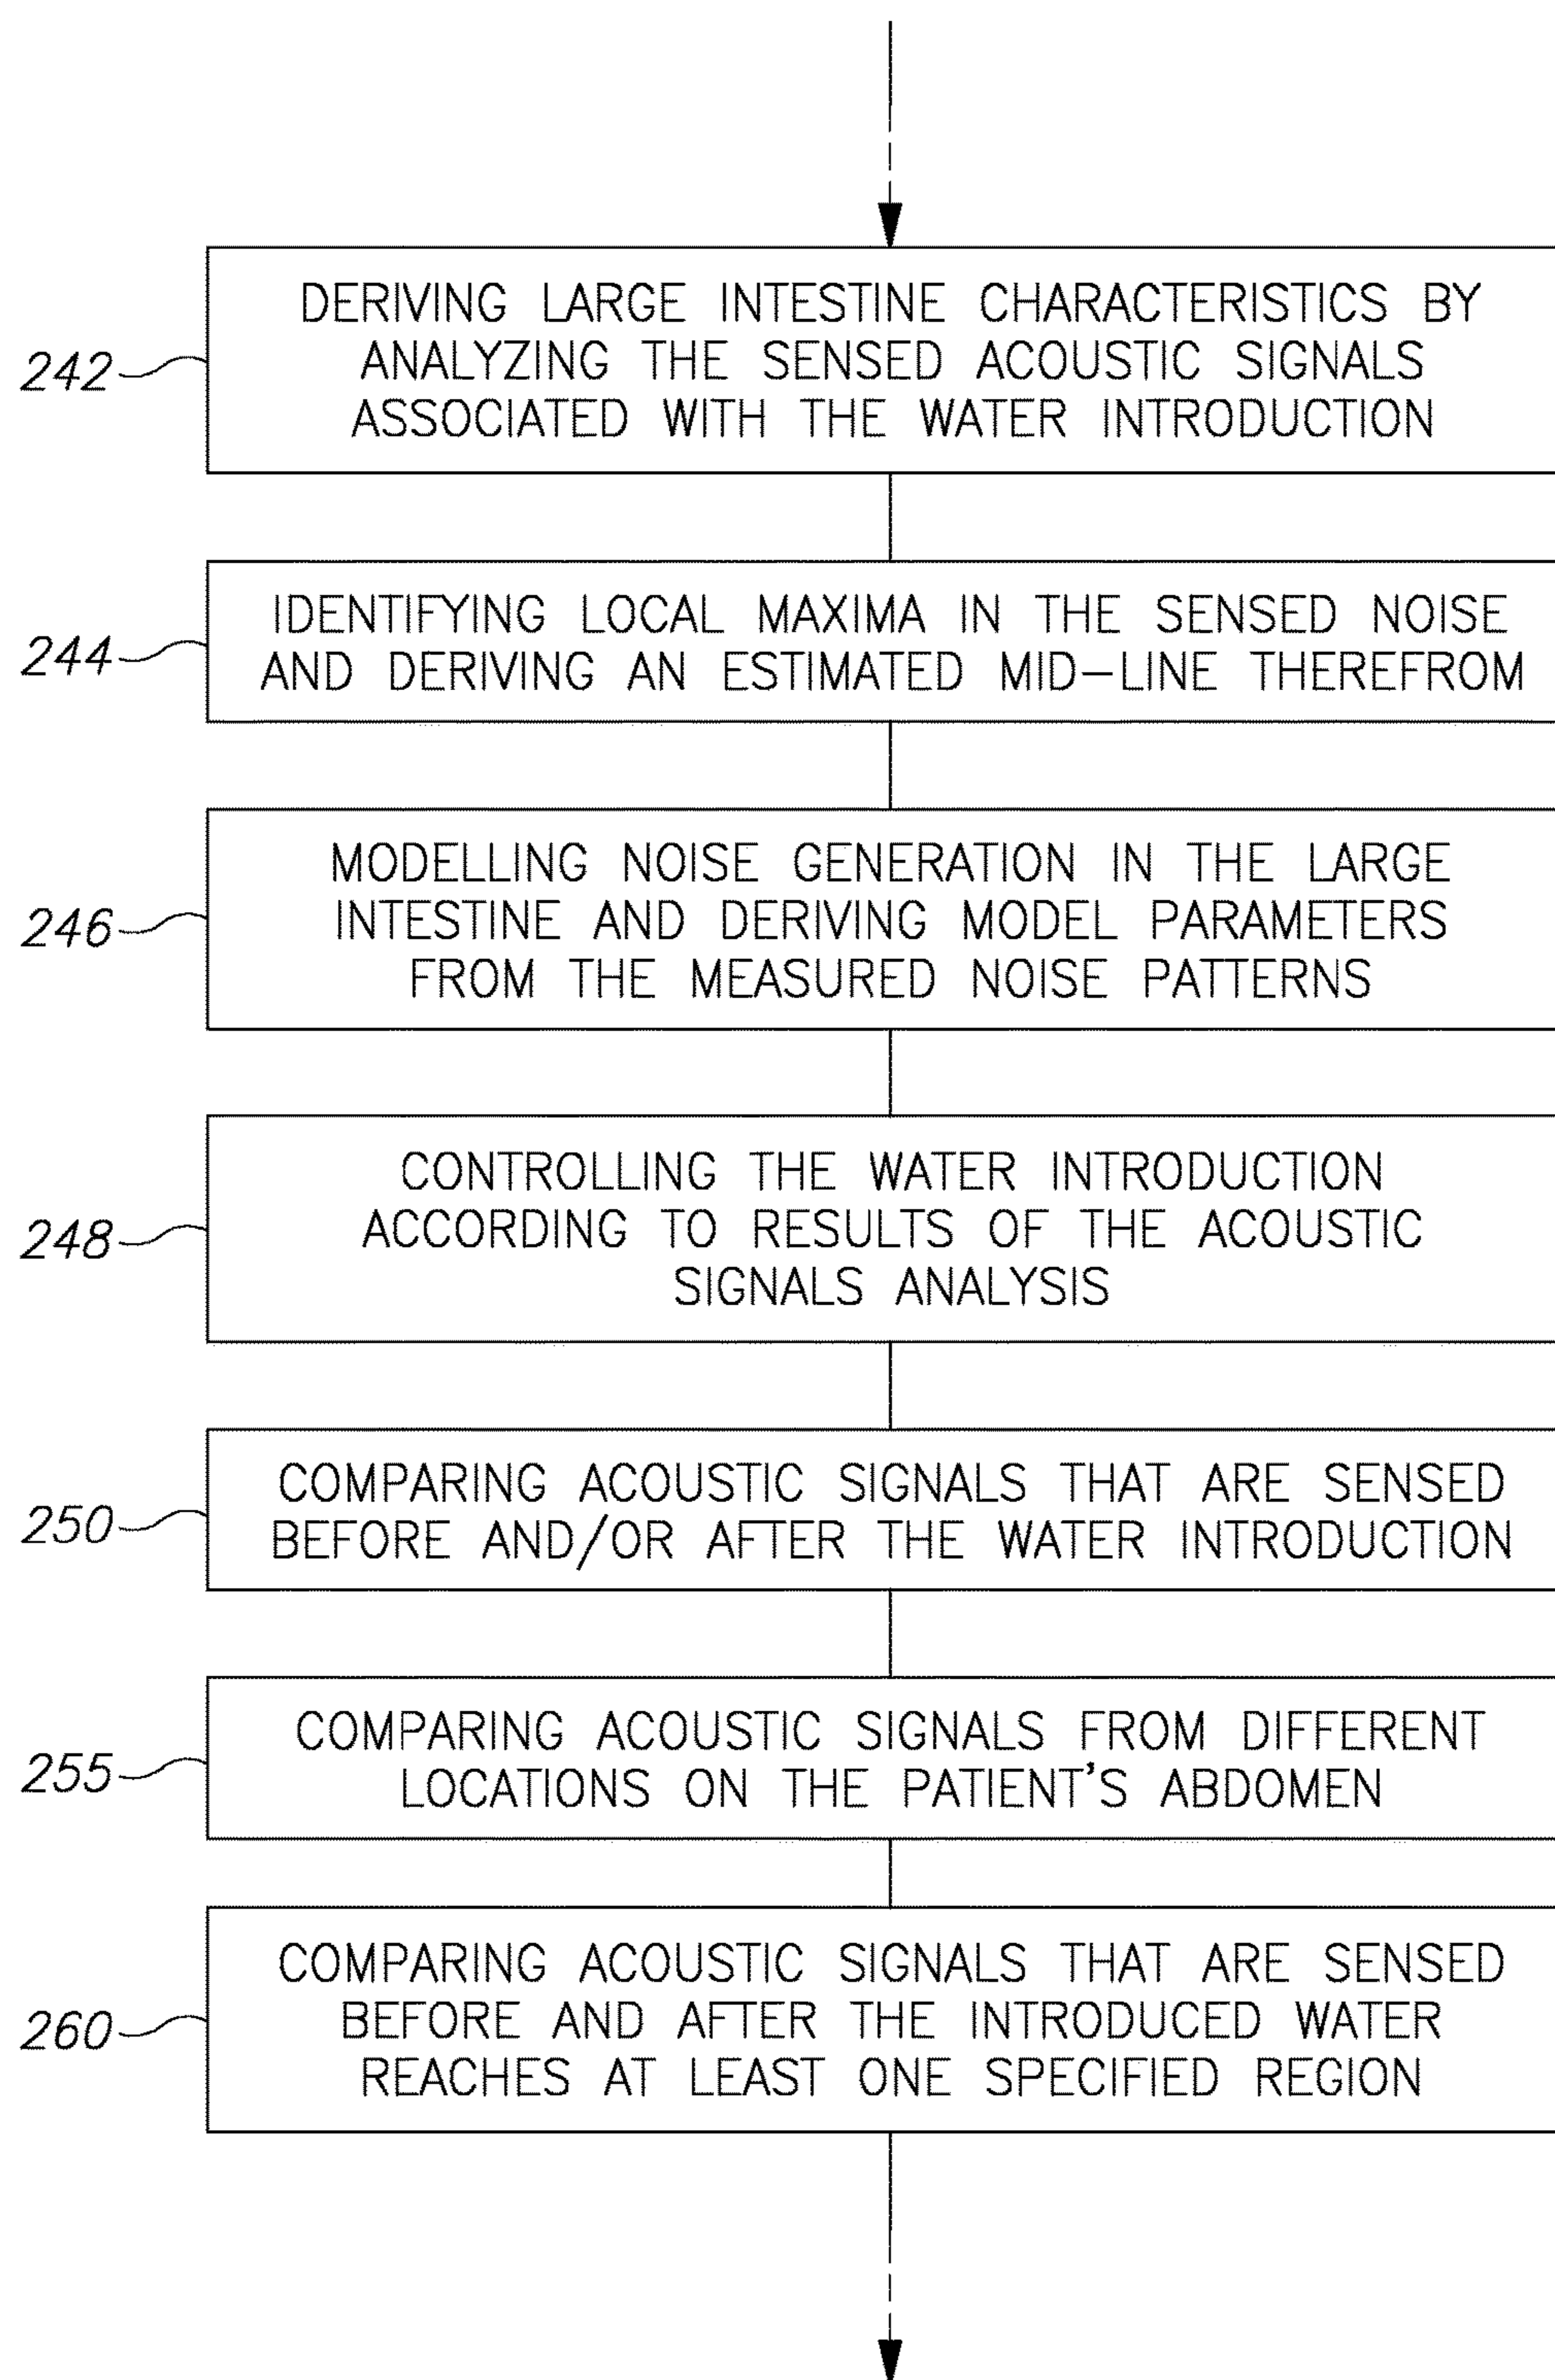 DERIVING LARGE INTESTINE CHARACTERISTICS BY
ANALYZING THE SENSED ACOUSTIC SIGNALS
ASSOCIATED WITH THE WATER INTRODUCTION
242
IDENTIFYING LOCAL MAXIMA IN THE SENSED NOISE
AND DERIVING AN ESTIMATED MID-LINE THEREFROM
244
MODELLING NOISE GENERATION IN THE LARGE
INTESTINE AND DERIVING MODEL PARAMETERS
FROM THE MEASURED NOISE PATTERNS
246
CONTROLLING THE WATER INTRODUCTION
ACCORDING TO RESULTS OF THE ACOUSTIC
SIGNALS ANALYSIS
248
COMPARING ACOUSTIC SIGNALS THAT ARE SENSED
BEFORE AND/OR AFTER THE WATER INTRODUCTION
250
COMPARING ACOUSTIC SIGNALS FROM DIFFERENT
LOCATIONS ON THE PATIENT'S ABDOMEN
255
COMPARING ACOUSTIC SIGNALS THAT ARE SENSED
BEFORE AND AFTER THE INTRODUCED WATER
REACHES AT LEAST ONE SPECIFIED REGION
260